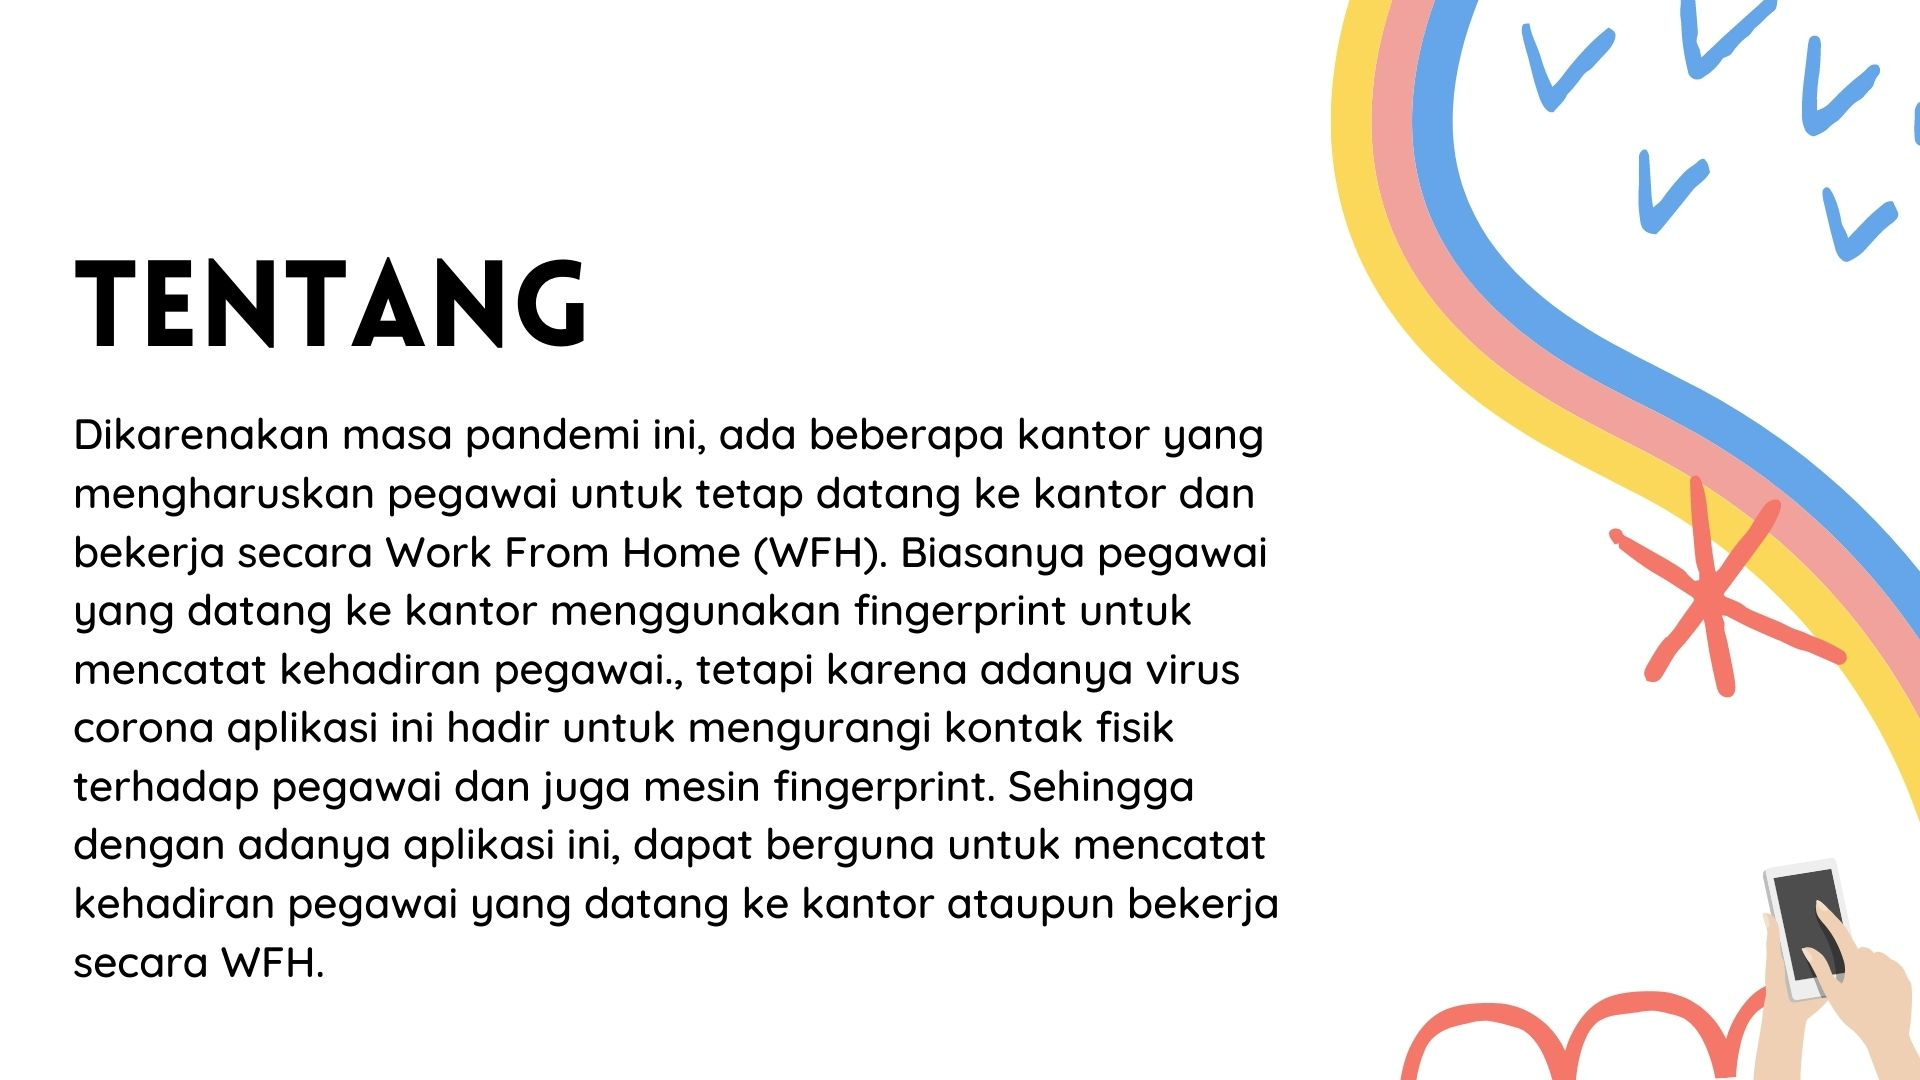 TENTANG
Dikarenakan masa pandemi ini, ada beberapa kantor yang
mengharuskan pegawai untuk tetap datang ke kantor dan
bekerja secara Work From Home (WFH). Biasanya pegawai
yang datang ke kantor menggunakan fingerprint untuk
mencatat kehadiran pegawai., tetapi karena adanya virus
corona aplikasi ini hadir untuk mengurangi kontak fisik
terhadap pegawai dan juga mesin fingerprint. Sehingga
dengan adanya aplikasi ini, dapat berguna untuk mencatat
kehadiran pegawai yang datang ke kantor ataupun bekerja
secara WFH.